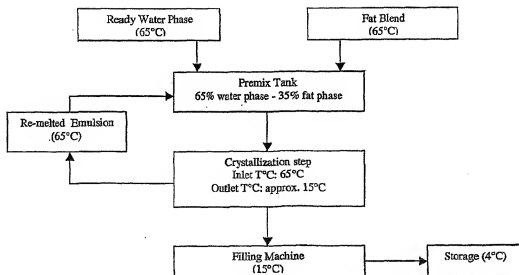 Ready Water Phase
(65°C)
Fat Blend
(65°C)
Premix Tank
65% water phase - 35% fat phase
Re-melted Emulsion
(65°C)
Crystallization step
Inlet T°C: 65°C
Outlet T°C: approx. 15°C
Filling Machine
(15°C)
Storage (4°C)